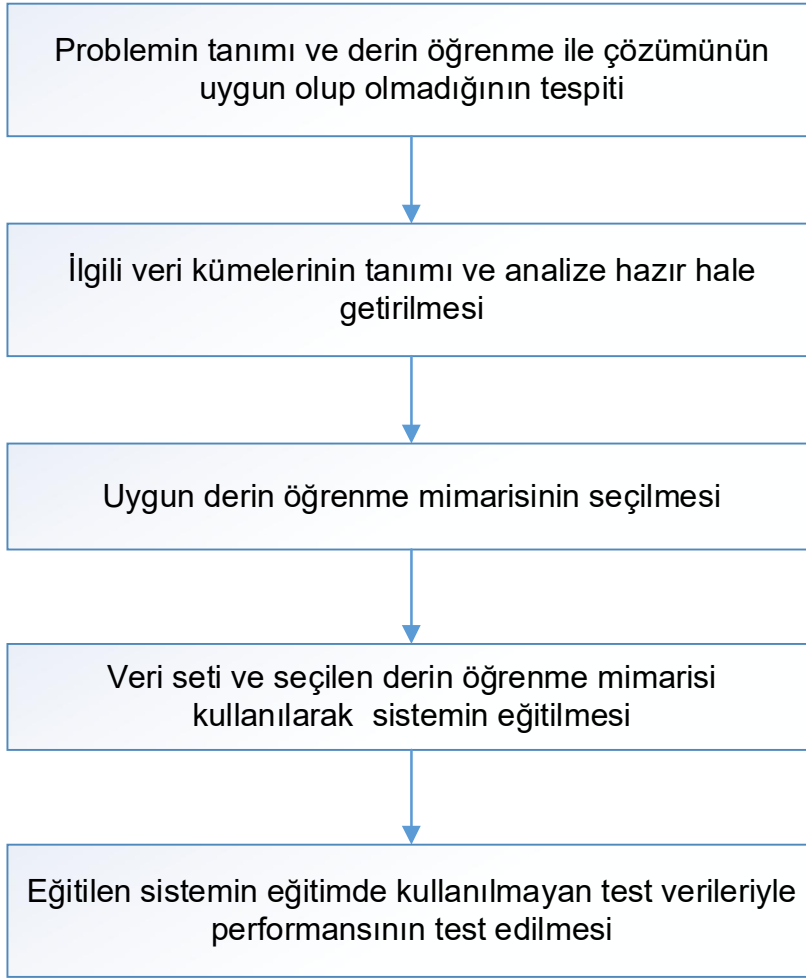 Problemin tanımı ve derin öğrenme ile çözümünün
uygun olup olmadığının tespiti
İlgili veri kümelerinin tanımı ve analize hazır hale
getirilmesi
Uygun derin öğrenme mimarisinin seçilmesi
Veri seti ve seçilen derin öğrenme mimarisi
kullanılarak  sistemin eğitilmesi
Eğitilen sistemin eğitimde kullanılmayan test verileriyle
performansının test edilmesi